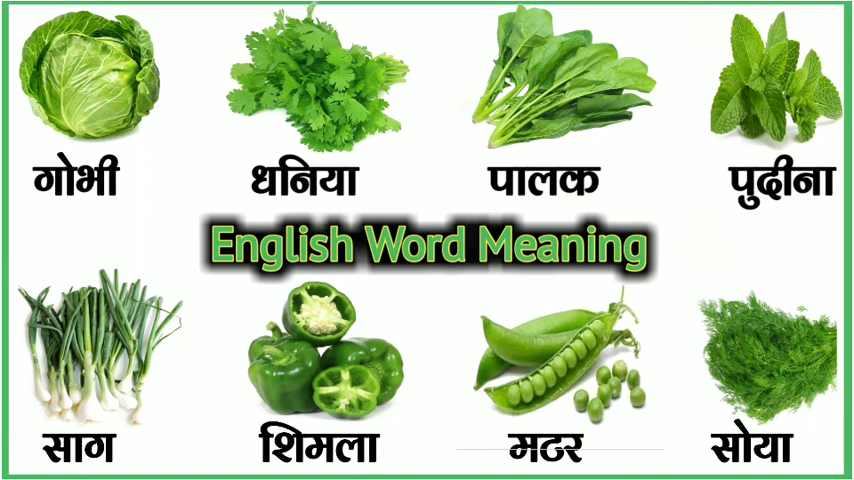 गोभी
धनिया
पालक
पुदीना
English Word Meaning
साग
शिमला
मटर
सोया